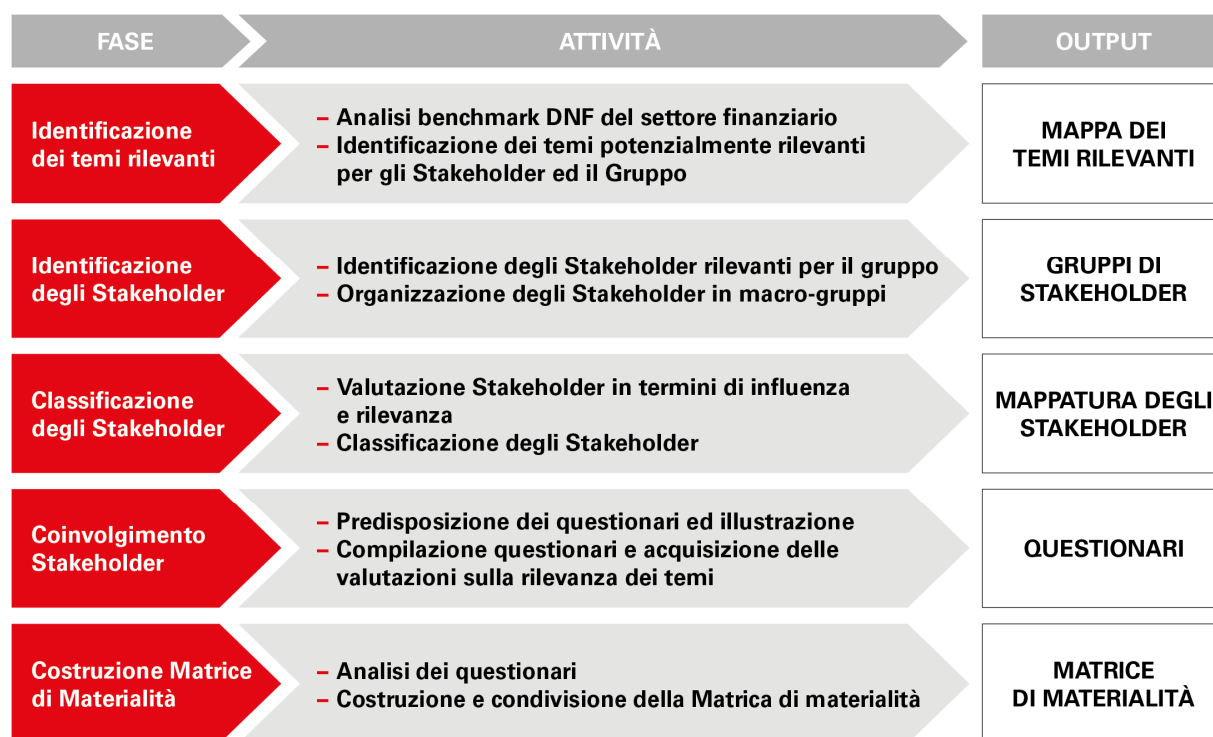 FASE
ATTIVITÀ
OUTPUT
Identificazione
dei temi rilevanti
– Analisi benchmark DNF del settore finanziario
– Identificazione dei temi potenzialmente rilevanti
per gli Stakeholder ed il Gruppo
MAPPA DEI
TEMI RILEVANTI
Identificazione
degli Stakeholder
– Identificazione degli Stakeholder rilevanti per il gruppo
– Organizzazione degli Stakeholder in macro-gruppi
GRUPPI DI
STAKEHOLDER
Classificazione
degli Stakeholder
– Valutazione Stakeholder in termini di influenza
e rilevanza
– Classificazione degli Stakeholder
MAPPATURA DEGLI
STAKEHOLDER
Coinvolgimento
Stakeholder
– Predisposizione dei questionari ed illustrazione
– Compilazione questionari e acquisizione delle
valutazioni sulla rilevanza dei temi
QUESTIONARI
Costruzione Matrice
di Materialità
– Analisi dei questionari
– Costruzione e condivisione della Matrica di materialità
MATRICE
DI MATERIALITÀ